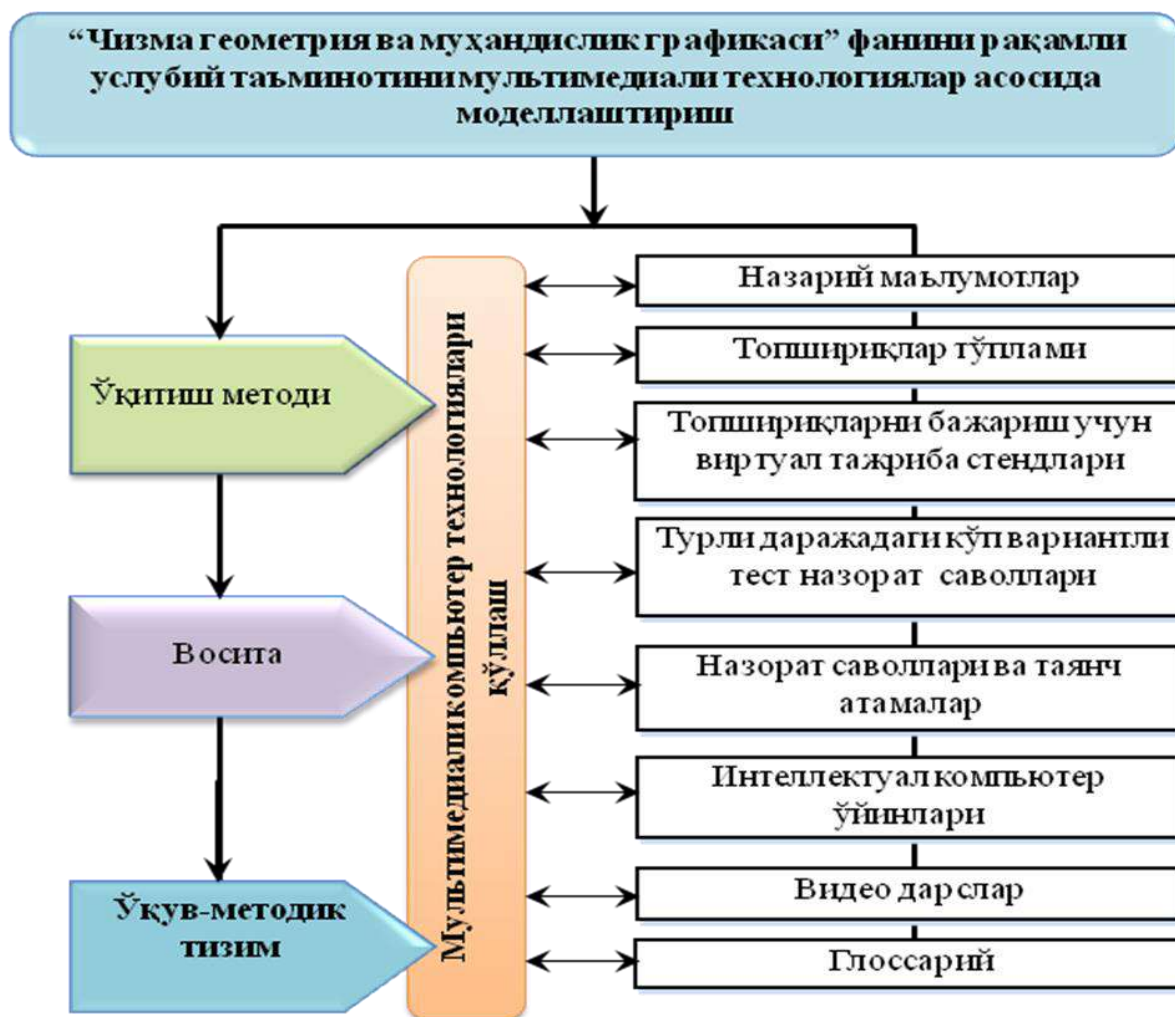 “Чизма геометрия ва муҳандислик графикаси” фанини рақамли
услубий таъминотини мультимедиали технологиялар асосида
моделлаштириш
Ўқитиш методи
Восита
Ўқув-методик
тизим
Мультимедиали компьютер технологиялари
қўллаш
Назарий маьлумотлар
Топшириқлар тўплами
Топшириқларни бажариш учун
виртуал тажриба стендлари
Турли даражадаги кўп вариантли
тест назорат саволлари
Назорат саволлари ва таянч
атамалар
Интеллектуал компьютер
ўйинлари
Видео дарслар
Глоссарий